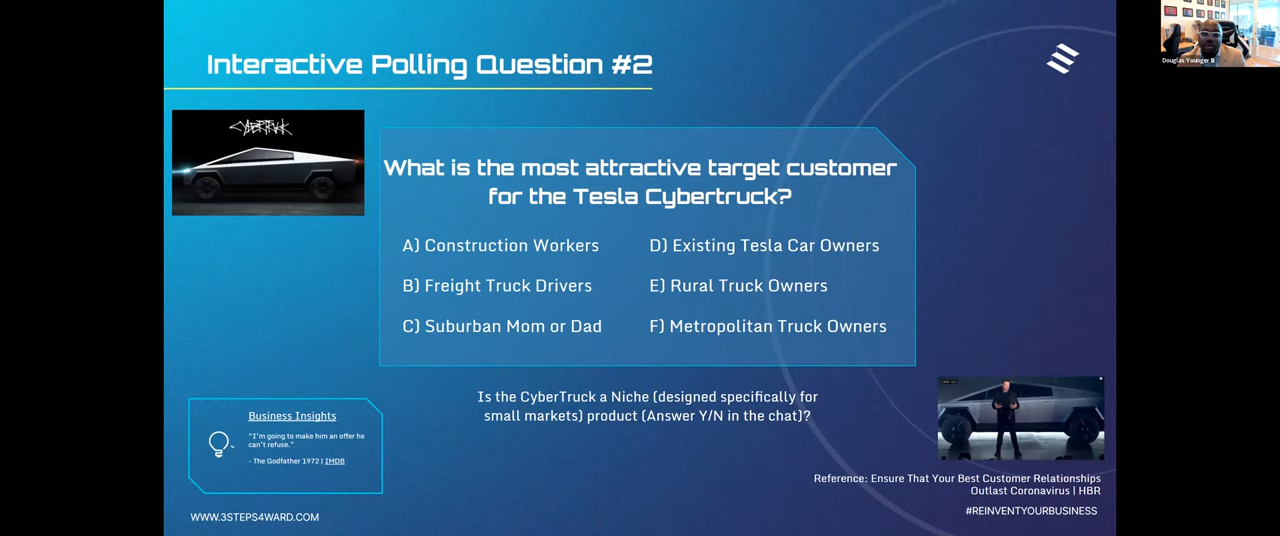 Interactive Polling Question #2
Douglas Younger II
CYBERTRUCK
What is the most attractive target customer
for the Tesla Cybertruck?
A) Construction Workers
B) Freight Truck Drivers
C) Suburban Mom or Dad
D) Existing Tesla Car Owners
E) Rural Truck Owners
F) Metropolitan Truck Owners
Is the CyberTruck a Niche (designed specifically for
small markets) product (Answer Y/N in the chat)?
Business Insights
"I'm going to make him an offer he
can't refuse."
- The Godfather 1972 | IMDB
Reference: Ensure That Your Best Customer Relationships
Outlast Coronavirus | HBR
WWW.3STEPS4WARD.COM
#REINVENTYOURBUSINESS